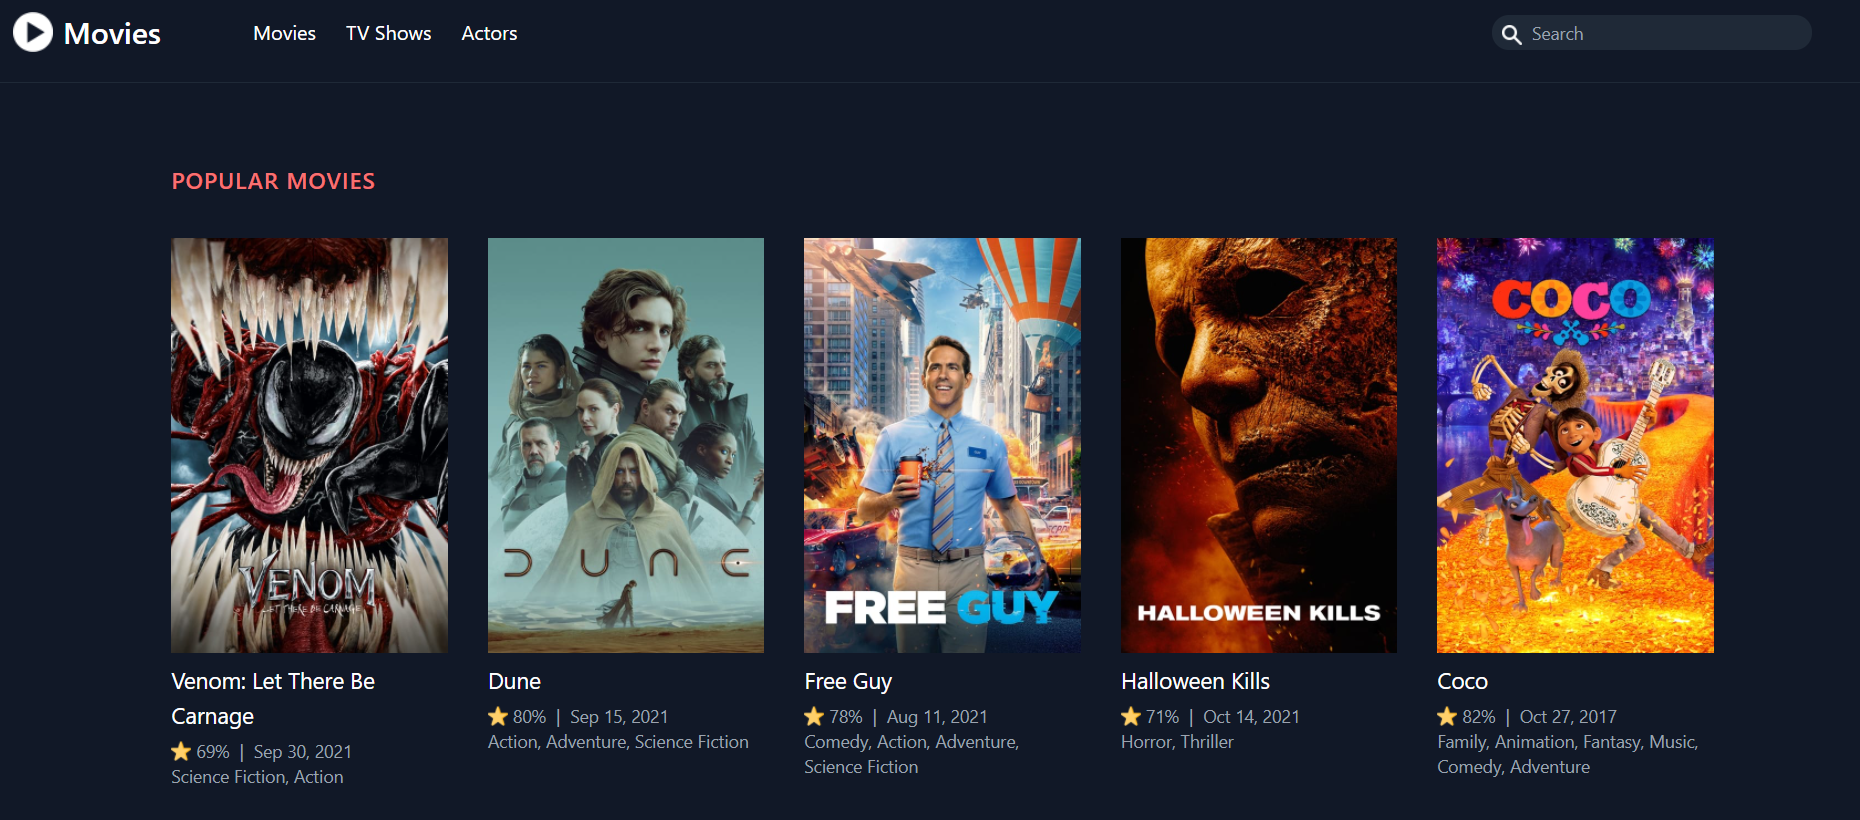 Movies
Movies TV Shows Actors
Search
POPULAR MOVIES
VENOM
LET THERE BE CARNAGE
DUNE
FREE GUY
HALLOWEEN KILLS
COCO
Venom: Let There Be
Carnage
69% | Sep 30, 2021
Science Fiction, Action
Dune
80% | Sep 15, 2021
Action, Adventure, Science Fiction
Free Guy
78% | Aug 11, 2021
Comedy, Action, Adventure,
Science Fiction
Halloween Kills
71% | Oct 14, 2021
Horror, Thriller
Coco
82% | Oct 27, 2017
Family, Animation, Fantasy, Music,
Comedy, Adventure